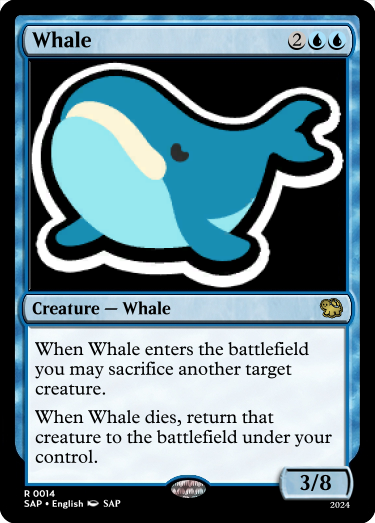 Whale 2
Creature — Whale
When Whale enters the battlefield
you may sacrifice another target
creature.
When Whale dies, return that
creature to the battlefield under your
control.
3/8
R 0014
SAP • English SAP
2024